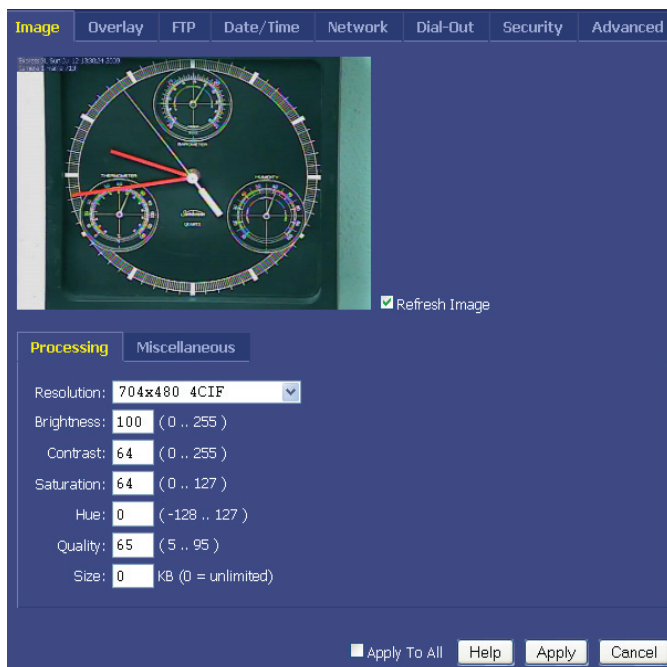 Image Overlay FTP Date/Time Network Dial-Out Security Advanced
BAROMETER
THERMOMETER
HUMIDITY
QUARTZ
Refresh Image
Processing Miscellaneous
Resolution: 704x480 4CIF
Brightness: 100 ( 0 .. 255 )
Contrast: 64 ( 0 .. 255 )
Saturation: 64 ( 0 .. 127 )
Hue: 0 ( -128 .. 127 )
Quality: 65 ( 5 .. 95 )
Size: 0 KB (0 = unlimited)
Apply To All Help Apply Cancel